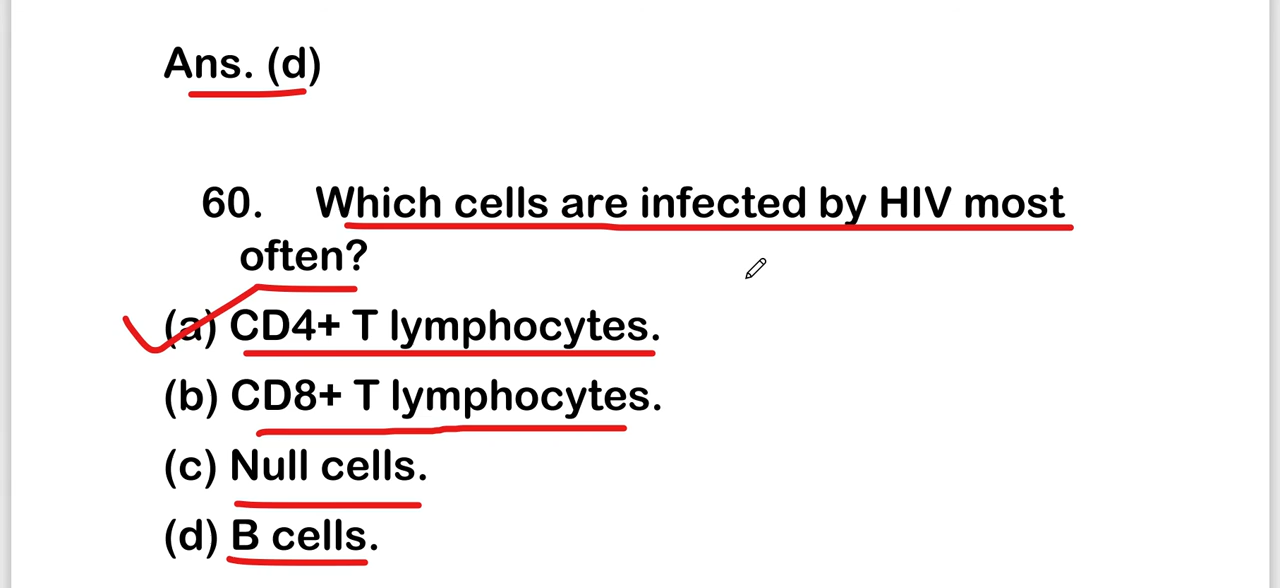 Ans. (d)
60. Which cells are infected by HIV most
often?
(a) CD4+ T lymphocytes.
(b) CD8+ T lymphocytes.
(c) Null cells.
(d) B cells.